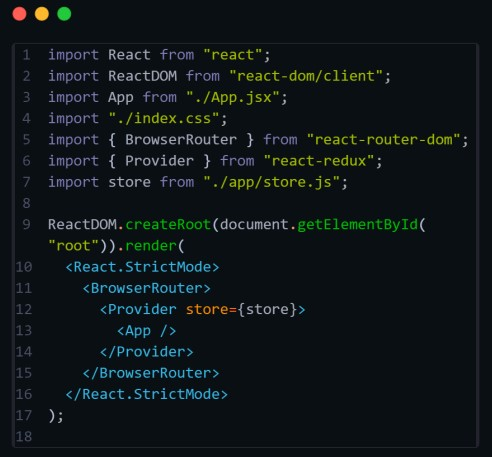 1 import React from "react";
2 import ReactDOM from "react-dom/client";
3 import App from "./App.jsx";
4 import "./index.css";
5 import { BrowserRouter } from "react-router-dom";
6 import { Provider } from "react-redux";
7 import store from "./app/store.js";
8
9 ReactDOM.createRoot(document.getElementById(
"root")).render(
10   <React.StrictMode>
11     <BrowserRouter>
12       <Provider store={store}>
13         <App />
14       </Provider>
15     </BrowserRouter>
16   </React.StrictMode>
17 );
18